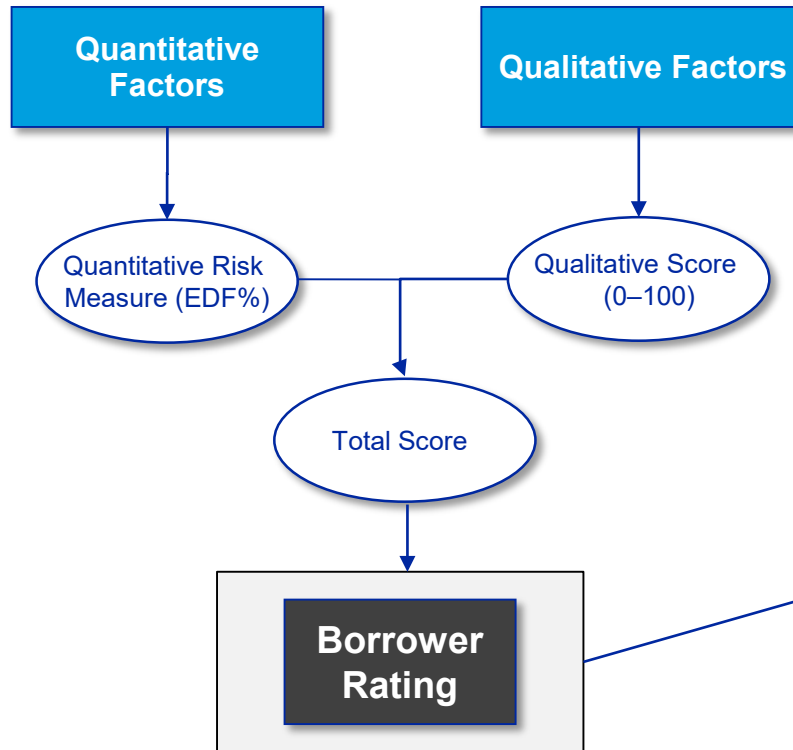 Quantitative
Factors
Qualitative Factors
Quantitative Risk
Measure (EDF%)
Qualitative Score
(0–100)
Total Score
Borrower
Rating